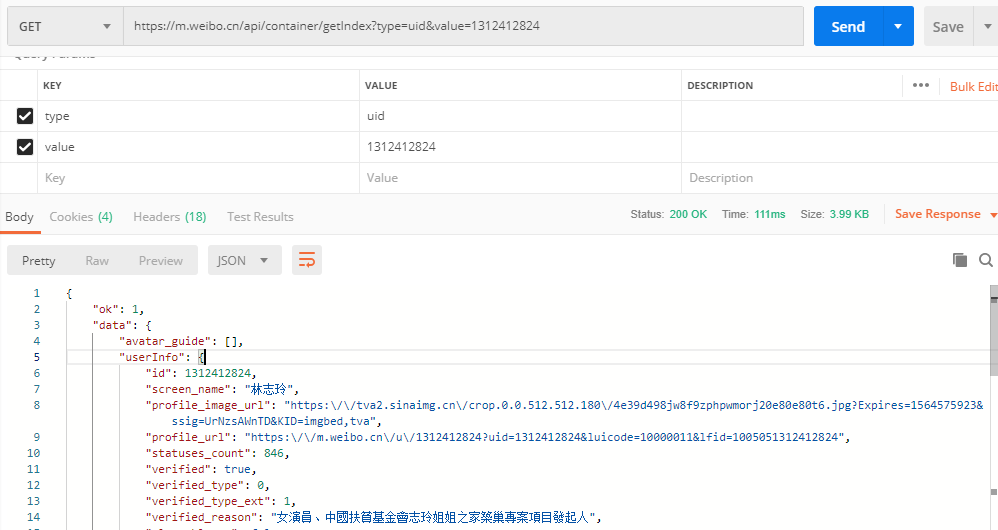 GET
https://m.weibo.cn/api/container/getIndex?type=uid&value=1312412824
Send
Save
Query Params
KEY VALUE DESCRIPTION ••• Bulk Edit
type uid
value 1312412824
Key Value Description
Body Cookies (4) Headers (18) Test Results Status: 200 OK Time: 111ms Size: 3.99 KB Save Response
Pretty Raw Preview JSON
1 {
2 "ok": 1,
3 "data": {
4 "avatar_guide": [],
5 "userInfo": {
6 "id": 1312412824,
7 "screen_name": "林志玲",
8 "profile_image_url": "https:\/\/tva2.sinaimg.cn\/crop.0.0.512.512.180\/4e39d498jw8f9zphpwmorj20e80e80t6.jpg?Expires=1564575923&
ssig=UrNzsAWnTD&KID=imgbed,tva",
9 "profile_url": "https:\/\/m.weibo.cn\/u\/1312412824?uid=1312412824&luicode=10000011&lfid=1005051312412824",
10 "statuses_count": 846,
11 "verified": true,
12 "verified_type": 0,
13 "verified_type_ext": 1,
14 "verified_reason": "女演員、中國扶貧基金會志玲姐姐之家築巢專案項目發起人",